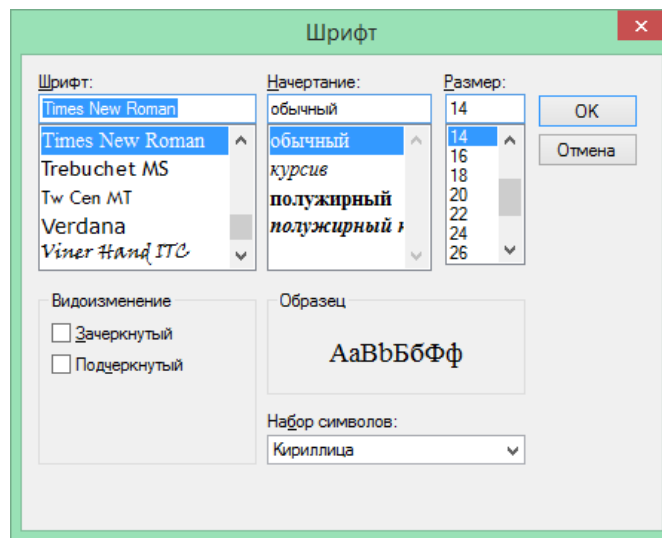 Шрифт
Шрифт:
Times New Roman
Times New Roman
Trebuchet MS
Tw Cen MT
Verdana
Viner Hand ITC
Начертание:
обычный
обычный
курсив
полужирный
полужирный
Размер:
14
14
16
18
20
22
24
26
OK
Отмена
Видоизменение
Зачеркнутый
Подчеркнутый
Образец
АаВbБбФф
Набор символов:
Кириллица